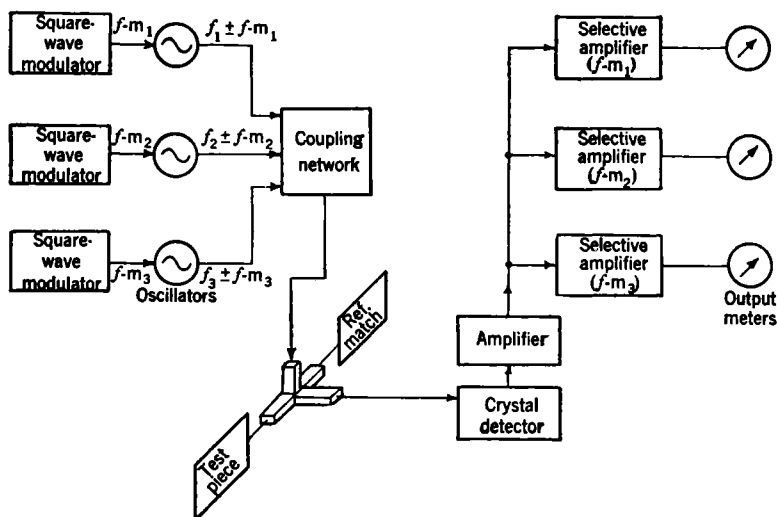 Square-
wave
modulator
f-m₁
f₁ ± f-m₁
Square-
wave
modulator
f-m₂
f₂ ± f-m₂
Square-
wave
modulator
f-m₃
f₃ ± f-m₃
Oscillators
Coupling
network
Ref.
match
Test
piece
Crystal
detector
Amplifier
Selective
amplifier
(f-m₁)
Selective
amplifier
(f-m₂)
Selective
amplifier
(f-m₃)
Output
meters